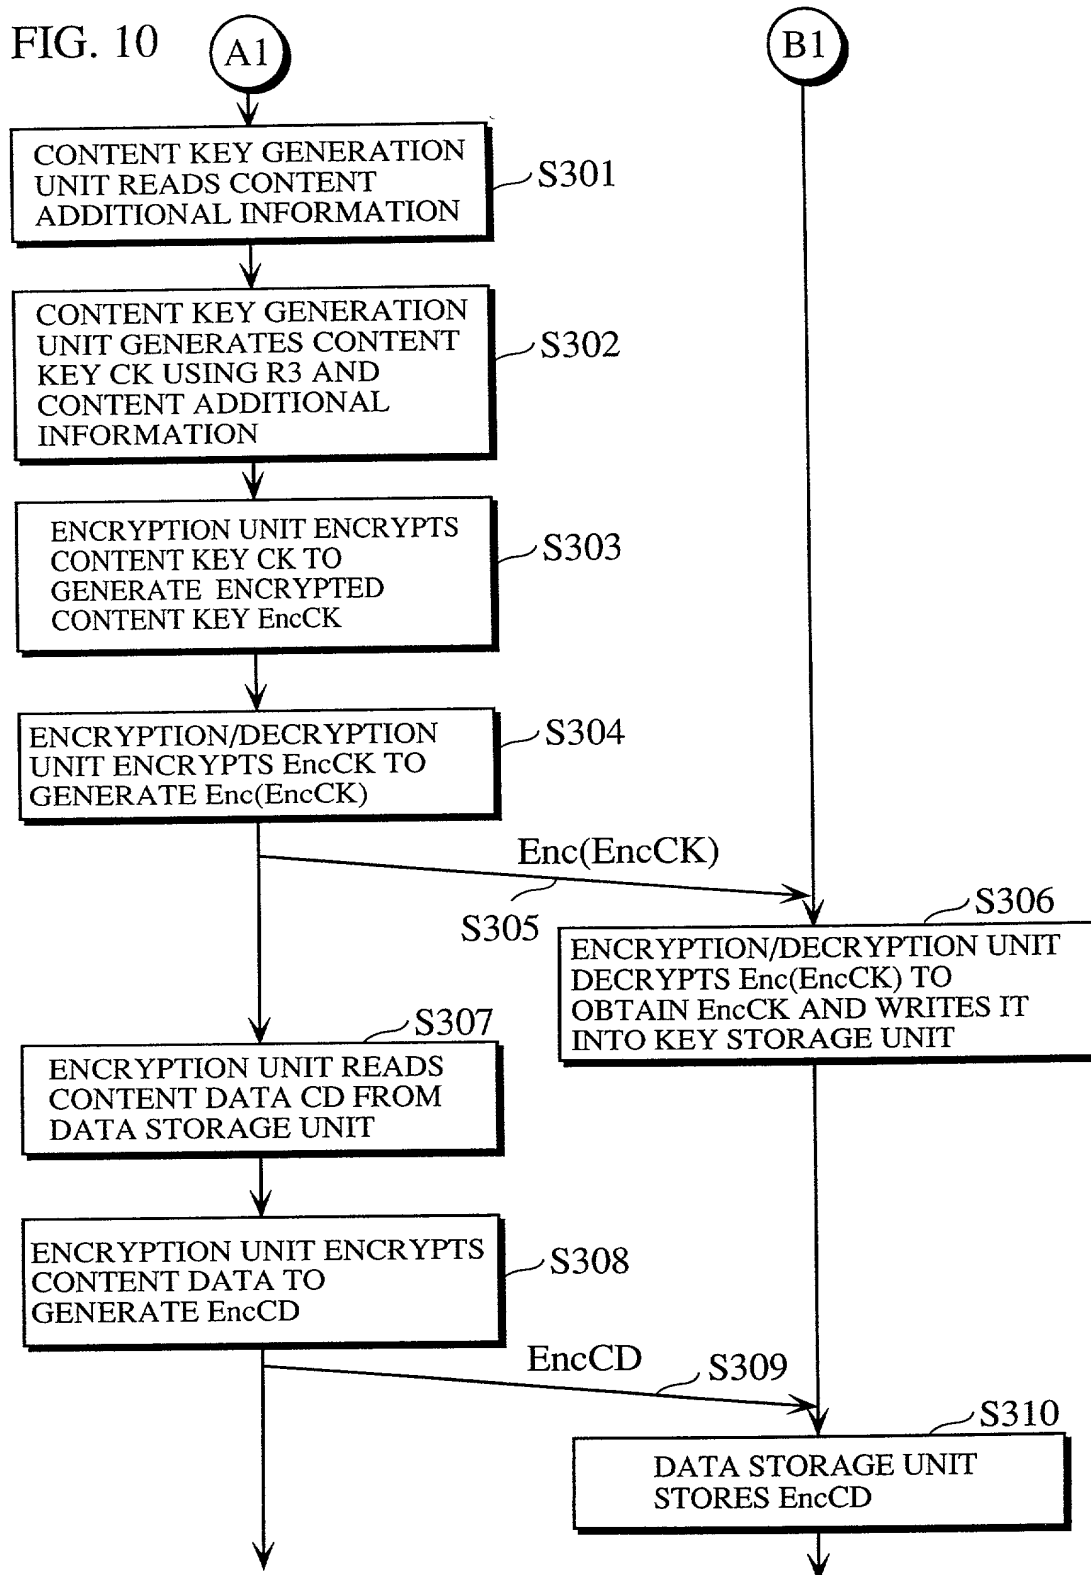 FIG. 10
A1
B1
CONTENT KEY GENERATION
UNIT READS CONTENT
ADDITIONAL INFORMATION
S301
CONTENT KEY GENERATION
UNIT GENERATES CONTENT
KEY CK USING R3 AND
CONTENT ADDITIONAL
INFORMATION
S302
ENCRYPTION UNIT ENCRYPTS
CONTENT KEY CK TO
GENERATE ENCRYPTED
CONTENT KEY EncCK
S303
ENCRYPTION/DECRYPTION
UNIT ENCRYPTS EncCK TO
GENERATE Enc(EncCK)
S304
Enc(EncCK)
S305
S306
ENCRYPTION/DECRYPTION UNIT
DECRYPTS Enc(EncCK) TO
OBTAIN EncCK AND WRITES IT
INTO KEY STORAGE UNIT
S307
ENCRYPTION UNIT READS
CONTENT DATA CD FROM
DATA STORAGE UNIT
ENCRYPTION UNIT ENCRYPTS
CONTENT DATA TO
GENERATE EncCD
S308
EncCD
S309
S310
DATA STORAGE UNIT
STORES EncCD